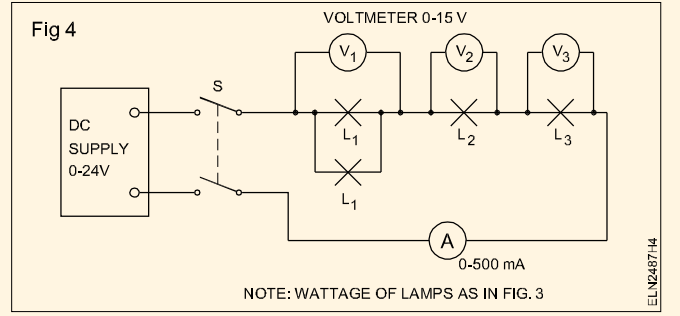 Fig 4
VOLTMETER 0-15 V
V1
V2
V3
S
DC
SUPPLY
0-24V
L1
L2
L3
L1
A
0-500 mA
NOTE: WATTAGE OF LAMPS AS IN FIG. 3
ELN2487H4